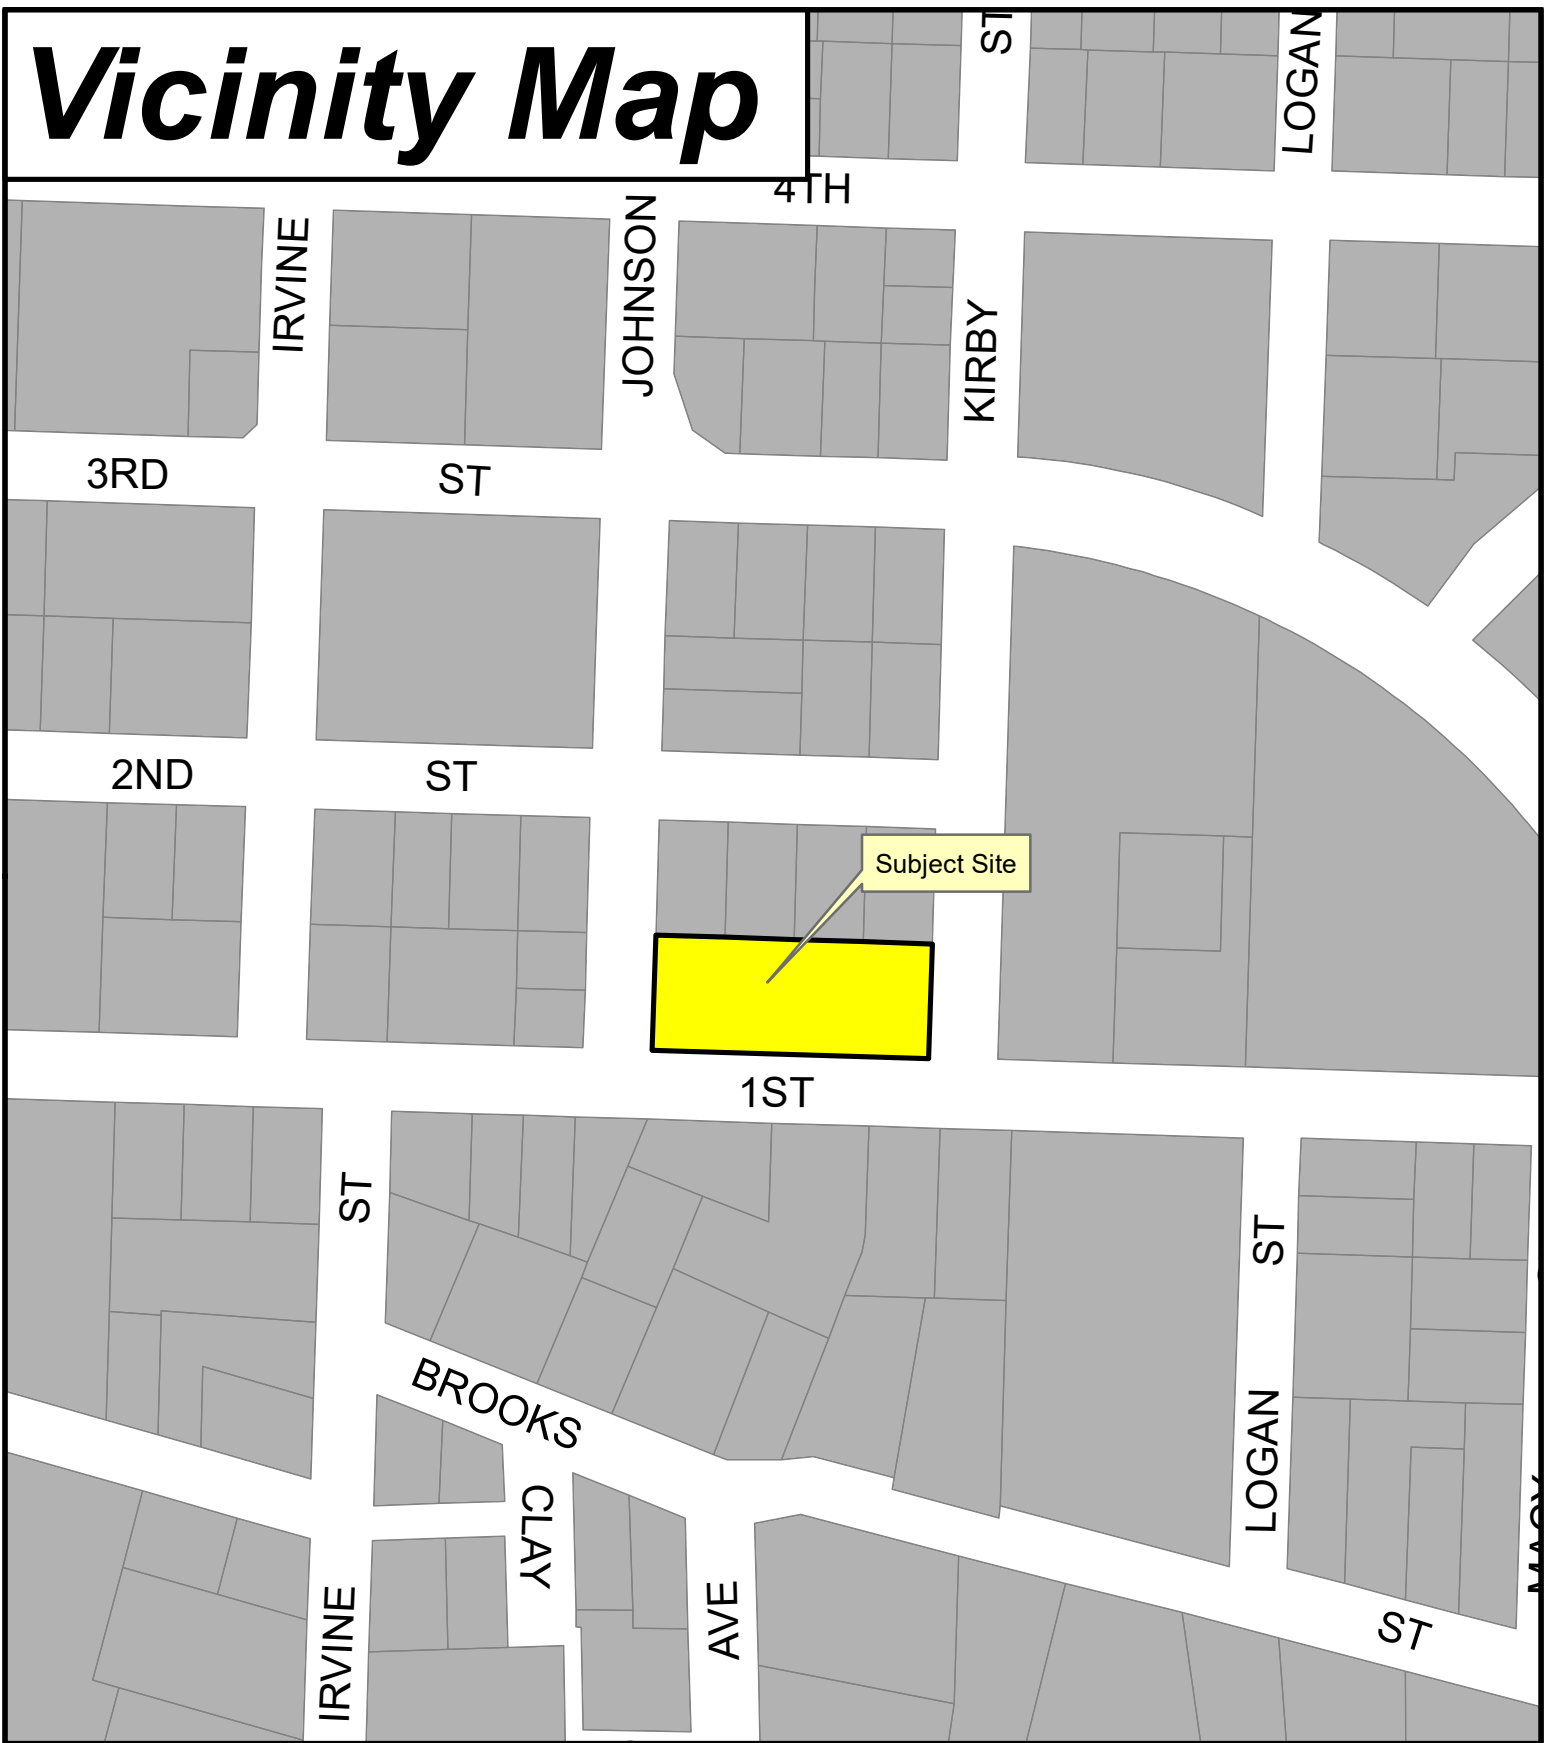 Vicinity Map
ST
LOGAN
4TH
IRVINE
JOHNSON
KIRBY
3RD
ST
2ND
ST
Subject Site
1ST
ST
ST
BROOKS
LOGAN
CLAY
AVE
IRVINE
ST